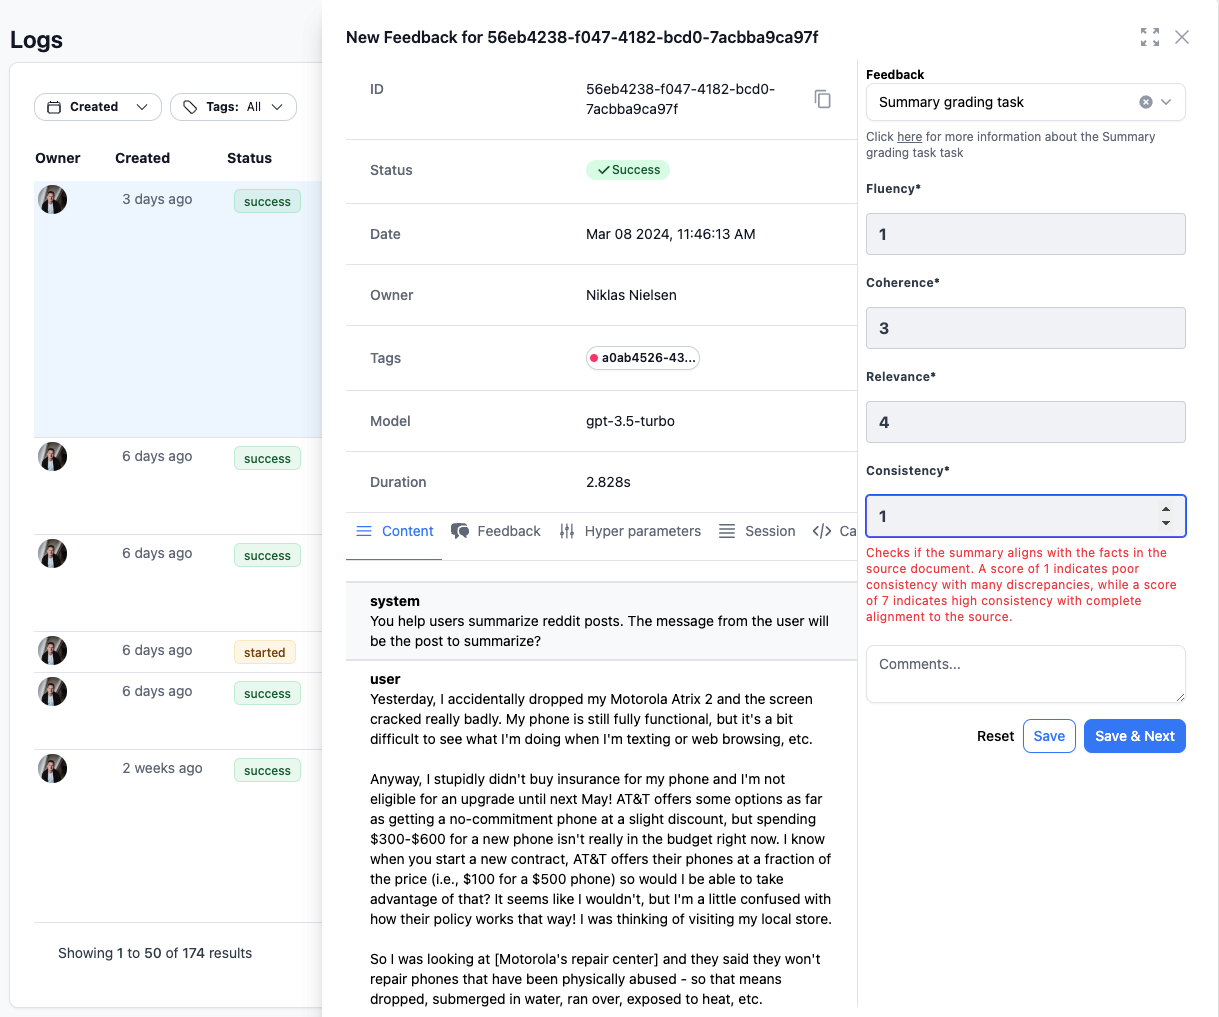 Logs
Created
Tags: All
Owner Created Status
3 days ago success
6 days ago success
6 days ago success
6 days ago started
6 days ago success
2 weeks ago success
Showing 1 to 50 of 174 results
New Feedback for 56eb4238-f047-4182-bcd0-7acbba9ca97f
ID 56eb4238-f047-4182-bcd0-
7acbba9ca97f
Status Success
Date Mar 08 2024, 11:46:13 AM
Owner Niklas Nielsen
Tags a0ab4526-43...
Model gpt-3.5-turbo
Duration 2.828s
Content Feedback Hyper parameters Session Ca
system
You help users summarize reddit posts. The message from the user will
be the post to summarize?
user
Yesterday, I accidentally dropped my Motorola Atrix 2 and the screen
cracked really badly. My phone is still fully functional, but it's a bit
difficult to see what I'm doing when I'm texting or web browsing, etc.
Anyway, I stupidly didn't buy insurance for my phone and I'm not
eligible for an upgrade until next May! AT&T offers some options as far
as getting a no-commitment phone at a slight discount, but spending
$300-$600 for a new phone isn't really in the budget right now. I know
when you start a new contract, AT&T offers their phones at a fraction of
the price (i.e., $100 for a $500 phone) so would I be able to take
advantage of that? It seems like I wouldn't, but I'm a little confused with
how their policy works that way! I was thinking of visiting my local store.
So I was looking at [Motorola's repair center] and they said they won't
repair phones that have been physically abused - so that means
dropped, submerged in water, ran over, exposed to heat, etc.
Feedback
Summary grading task
Click here for more information about the Summary
grading task task
Fluency*
1
Coherence*
3
Relevance*
4
Consistency*
1
Checks if the summary aligns with the facts in the
source document. A score of 1 indicates poor
consistency with many discrepancies, while a score
of 7 indicates high consistency with complete
alignment to the source.
Comments...
Reset Save Save & Next